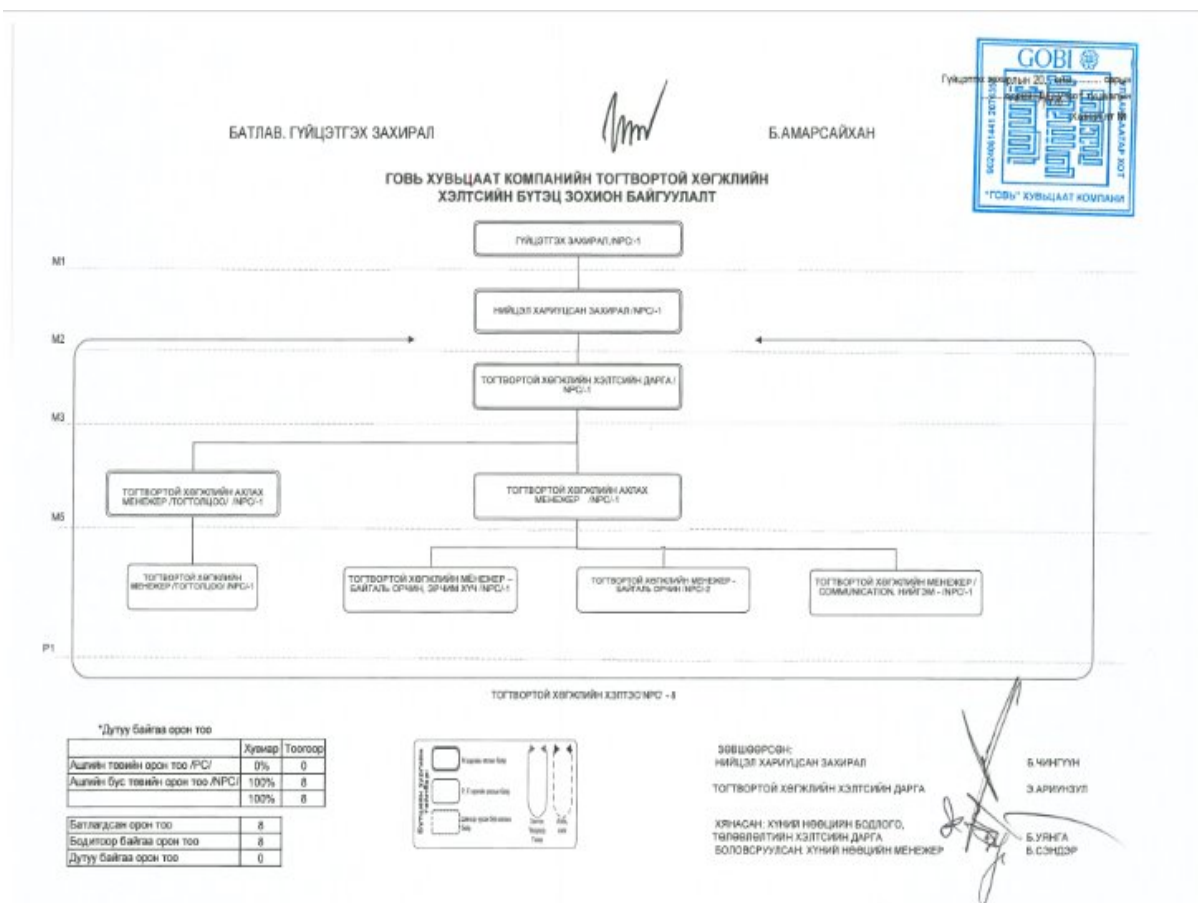 GOBI
Гүйцэтгэх захирлын 20
УЛААНБААТАР ХОТ
9024061441 2076
"ГОВЬ" ХУВЬЦААТ КОМПАНИ
БАТЛАВ. ГҮЙЦЭТГЭХ ЗАХИРАЛ Б.АМАРСАЙХАН
ГОВЬ ХУВЬЦААТ КОМПАНИЙН ТОГТВОРТОЙ ХӨГЖЛИЙН
ХЭЛТСИЙН БҮТЭЦ ЗОХИОН БАЙГУУЛАЛТ
ГҮЙЦЭТГЭХ ЗАХИРАЛ /NPC/-1
M1
НИЙЦЭЛ ХАРИУЦСАН ЗАХИРАЛ /NPC/-1
M2
ТОГТВОРТОЙ ХӨГЖЛИЙН ХЭЛТСИЙН ДАРГА /
NPC/-1
M3
ТОГТВОРТОЙ ХӨГЖЛИЙН АХЛАХ
МЕНЕЖЕР /ТОГТОЛЦОО/ /NPC/-1
ТОГТВОРТОЙ ХӨГЖЛИЙН АХЛАХ
МЕНЕЖЕР /NPC/-1
M5
ТОГТВОРТОЙ ХӨГЖЛИЙН
МЕНЕЖЕР /ТОГТОЛЦОО/ /NPC/-1
ТОГТВОРТОЙ ХӨГЖЛИЙН МЕНЕЖЕР –
БАЙГАЛЬ ОРЧИН, ЭРЧИМ ХҮЧ /NPC/-1
ТОГТВОРТОЙ ХӨГЖЛИЙН МЕНЕЖЕР -
БАЙГАЛЬ ОРЧИН /NPC/-2
ТОГТВОРТОЙ ХӨГЖЛИЙН МЕНЕЖЕР /
COMMUNICATION, НИЙГЭМ - /NPC/-1
P1
ТОГТВОРТОЙ ХӨГЖЛИЙН ХЭЛТЭС/NPC/ - 8
*Дутуу байгаа орон тоо
Хувиар Тоогоор
Ашгийн төвийн орон тоо /PC/ 0% 0
Ашгийн бус төвийн орон тоо /NPC/ 100% 8
100% 8
Батлагдсан орон тоо 8
Бодитоор байгаа орон тоо 8
Дутуу байгаа орон тоо 0
ЗӨВШӨӨРСӨН:
НИЙЦЭЛ ХАРИУЦСАН ЗАХИРАЛ Б.ЧИНГҮҮН
ТОГТВОРТОЙ ХӨГЖЛИЙН ХЭЛТСИЙН ДАРГА Э.АРИУНЗУЛ
ХЯНАСАН: ХҮНИЙ НӨӨЦИЙН БОДЛОГО,
ТӨЛӨВЛӨЛТИЙН ХЭЛТСИЙН ДАРГА Б.УЯНГА
БОЛОВСРУУЛСАН: ХҮНИЙ НӨӨЦИЙН МЕНЕЖЕР Б.СЭНДЭР